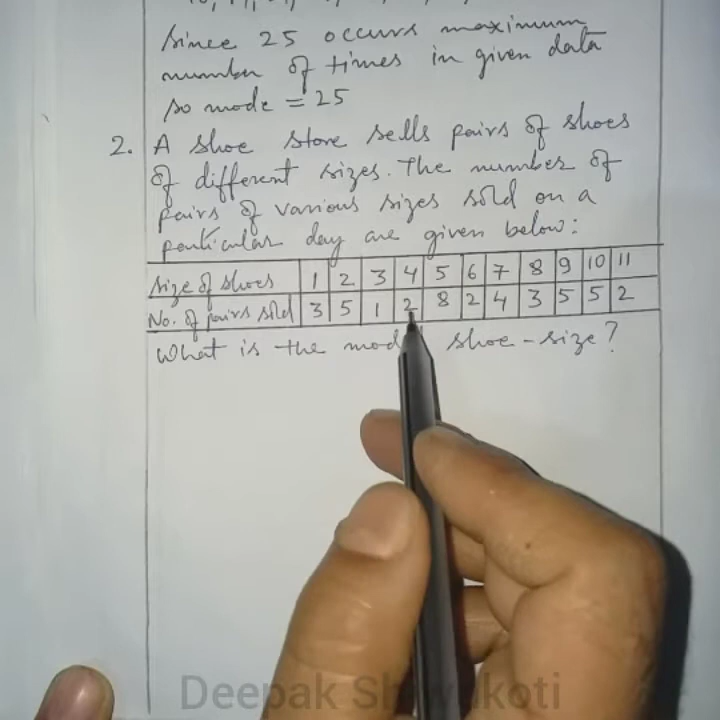 since 25 occurs maximum
number of times in given data
so mode = 25
2. A shoe store sells pairs of shoes
of different sizes. The number of
pairs of various sizes sold on a
particular day are given below:
Size of shoes 1 2 3 4 5 6 7 8 9 10 11
No. of pairs sold 3 5 1 2 8 2 4 3 5 5 2
What is the shoe-size?
Deepak